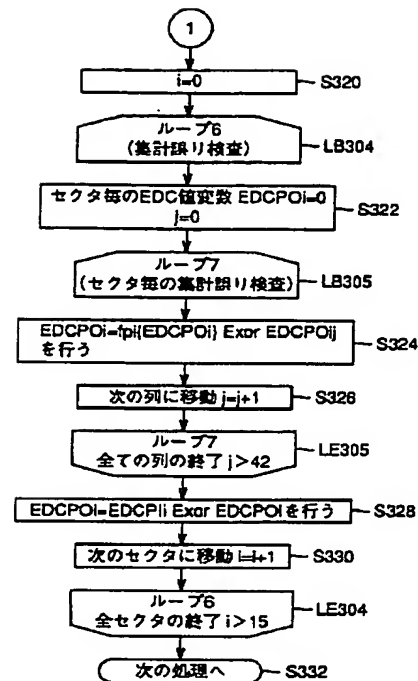 1
i=0
S320
ループ6
(集計誤り検査)
LB304
セクタ毎のEDC値変数 EDCPOi=0
j=0
S322
ループ7
(セクタ毎の集計誤り検査)
LB305
EDCPOi=fpi{EDCPOi} Exor EDCPOij
を行う
S324
次の列に移動 j=j+1
S326
ループ7
全ての列の終了 j>42
LE305
EDCPOi=EDCPIi Exor EDCPOiを行う
S328
次のセクタに移動 i=i+1
S330
ループ6
全セクタの終了 i>15
LE304
次の処理へ
S332